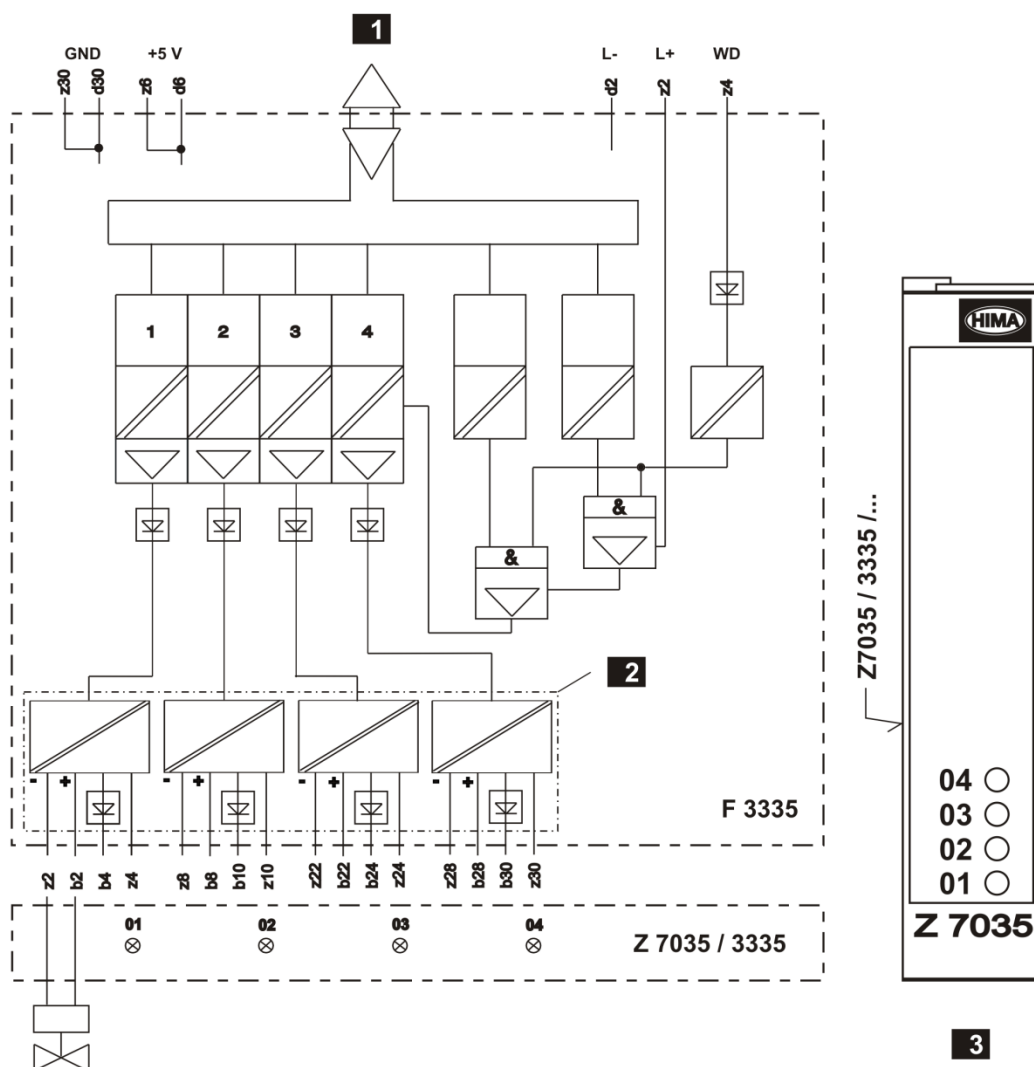 1
GND +5 V L- L+ WD
z30 d30 z6 d6 d2 z2 z4
1 2 3 4
&
&
2
- + - + - + - +
F 3335
z2 b2 b4 z4 z8 b8 b10 z10 z22 b22 b24 z24 z28 b28 b30 z30
01 02 03 04
Z 7035 / 3335
HIMA
Z7035 / 3335 /...
04
03
02
01
Z 7035
3